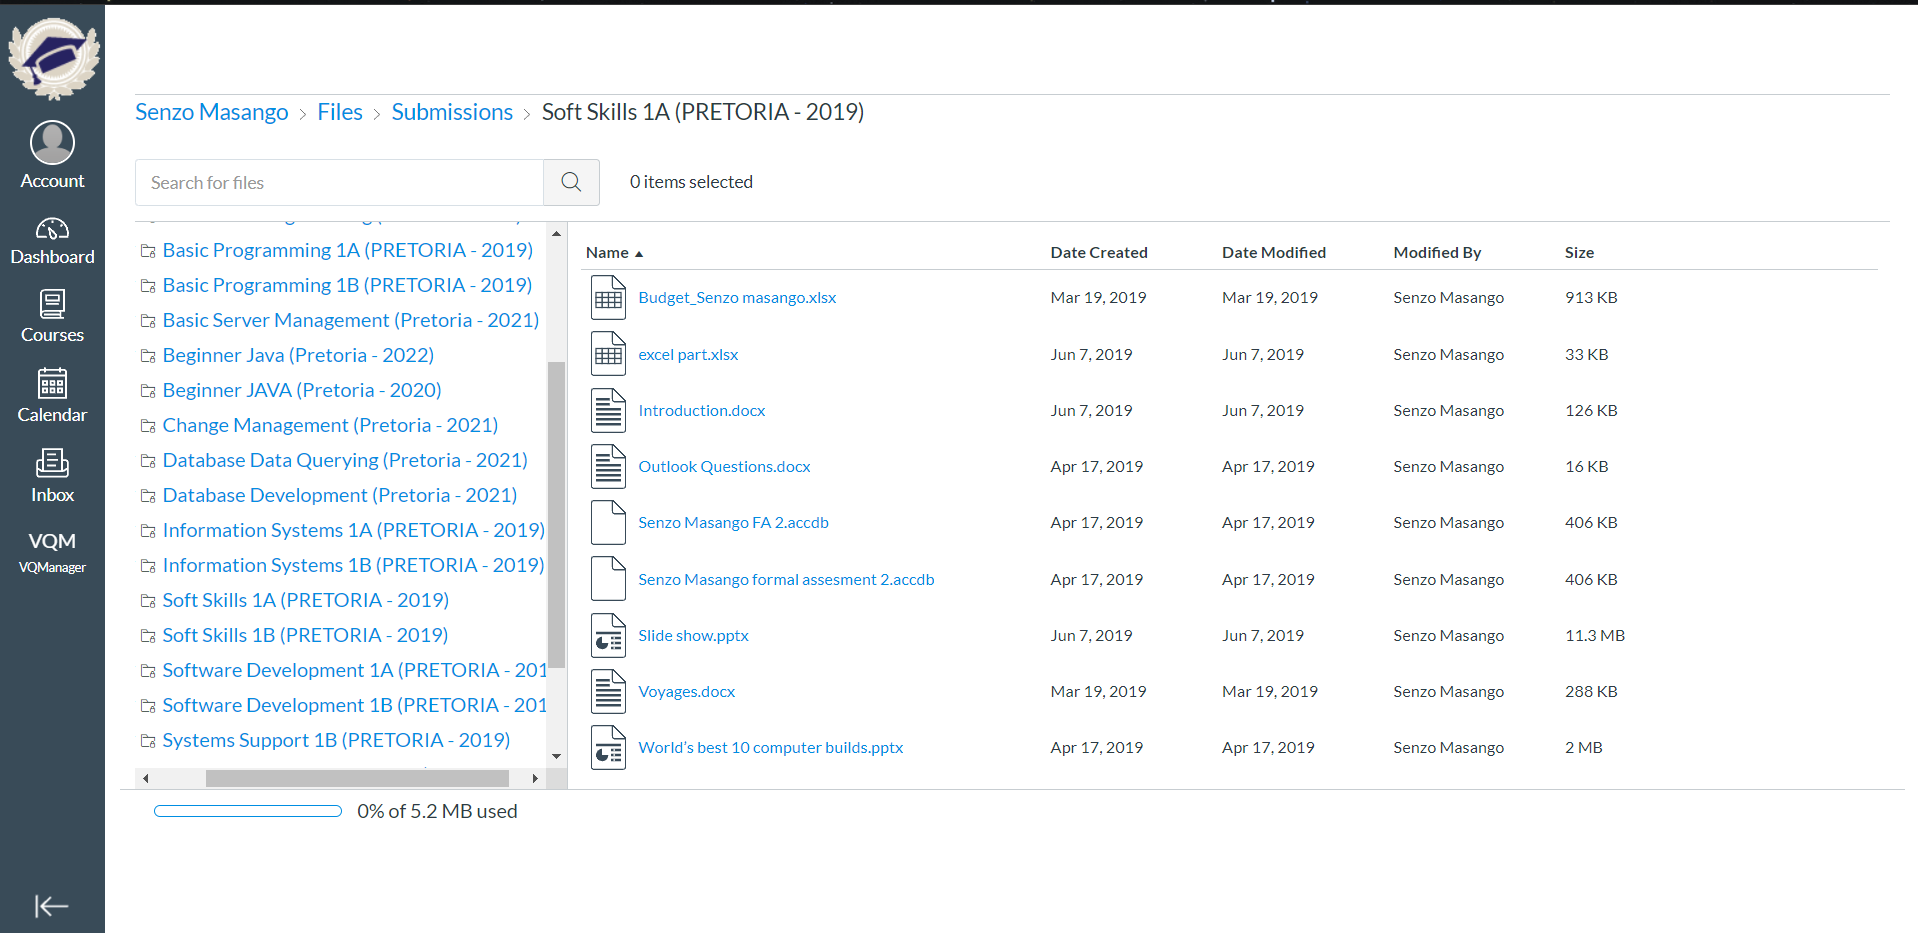 Senzo Masango > Files > Submissions > Soft Skills 1A (PRETORIA - 2019)
Search for files
0 items selected
Account
Dashboard
Courses
Calendar
Inbox
VQM
VQManager
Basic Programming 1A (PRETORIA - 2019)
Basic Programming 1B (PRETORIA - 2019)
Basic Server Management (Pretoria - 2021)
Beginner Java (Pretoria - 2022)
Beginner JAVA (Pretoria - 2020)
Change Management (Pretoria - 2021)
Database Data Querying (Pretoria - 2021)
Database Development (Pretoria - 2021)
Information Systems 1A (PRETORIA - 2019)
Information Systems 1B (PRETORIA - 2019)
Soft Skills 1A (PRETORIA - 2019)
Soft Skills 1B (PRETORIA - 2019)
Software Development 1A (PRETORIA - 201
Software Development 1B (PRETORIA - 201
Systems Support 1B (PRETORIA - 2019)
Name Date Created Date Modified Modified By Size
Budget_Senzo masango.xlsx Mar 19, 2019 Mar 19, 2019 Senzo Masango 913 KB
excel part.xlsx Jun 7, 2019 Jun 7, 2019 Senzo Masango 33 KB
Introduction.docx Jun 7, 2019 Jun 7, 2019 Senzo Masango 126 KB
Outlook Questions.docx Apr 17, 2019 Apr 17, 2019 Senzo Masango 16 KB
Senzo Masango FA 2.accdb Apr 17, 2019 Apr 17, 2019 Senzo Masango 406 KB
Senzo Masango formal assesment 2.accdb Apr 17, 2019 Apr 17, 2019 Senzo Masango 406 KB
Slide show.pptx Jun 7, 2019 Jun 7, 2019 Senzo Masango 11.3 MB
Voyages.docx Mar 19, 2019 Mar 19, 2019 Senzo Masango 288 KB
World’s best 10 computer builds.pptx Apr 17, 2019 Apr 17, 2019 Senzo Masango 2 MB
0% of 5.2 MB used